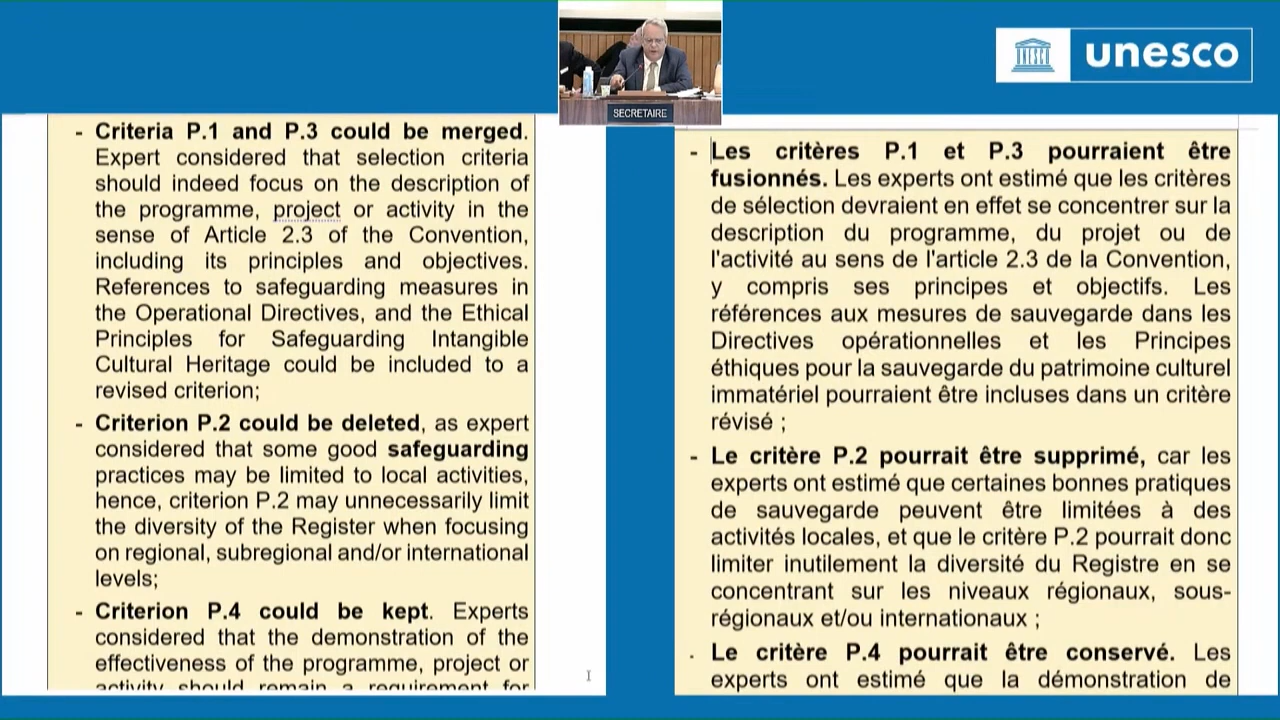 unesco
SECRETAIRE
- Criteria P.1 and P.3 could be merged.
Expert considered that selection criteria
should indeed focus on the description of
the programme, project or activity in the
sense of Article 2.3 of the Convention,
including its principles and objectives.
References to safeguarding measures in
the Operational Directives, and the Ethical
Principles for Safeguarding Intangible
Cultural Heritage could be included to a
revised criterion;
- Criterion P.2 could be deleted, as expert
considered that some good safeguarding
practices may be limited to local activities,
hence, criterion P.2 may unnecessarily limit
the diversity of the Register when focusing
on regional, subregional and/or international
levels;
- Criterion P.4 could be kept. Experts
considered that the demonstration of the
effectiveness of the programme, project or
activity should remain a requirement for
- Les critères P.1 et P.3 pourraient être
fusionnés. Les experts ont estimé que les critères
de sélection devraient en effet se concentrer sur la
description du programme, du projet ou de
l'activité au sens de l'article 2.3 de la Convention,
y compris ses principes et objectifs. Les
références aux mesures de sauvegarde dans les
Directives opérationnelles et les Principes
éthiques pour la sauvegarde du patrimoine culturel
immatériel pourraient être incluses dans un critère
révisé ;
- Le critère P.2 pourrait être supprimé, car les
experts ont estimé que certaines bonnes pratiques
de sauvegarde peuvent être limitées à des
activités locales, et que le critère P.2 pourrait donc
limiter inutilement la diversité du Registre en se
concentrant sur les niveaux régionaux, sous-
régionaux et/ou internationaux ;
- Le critère P.4 pourrait être conservé. Les
experts ont estimé que la démonstration de